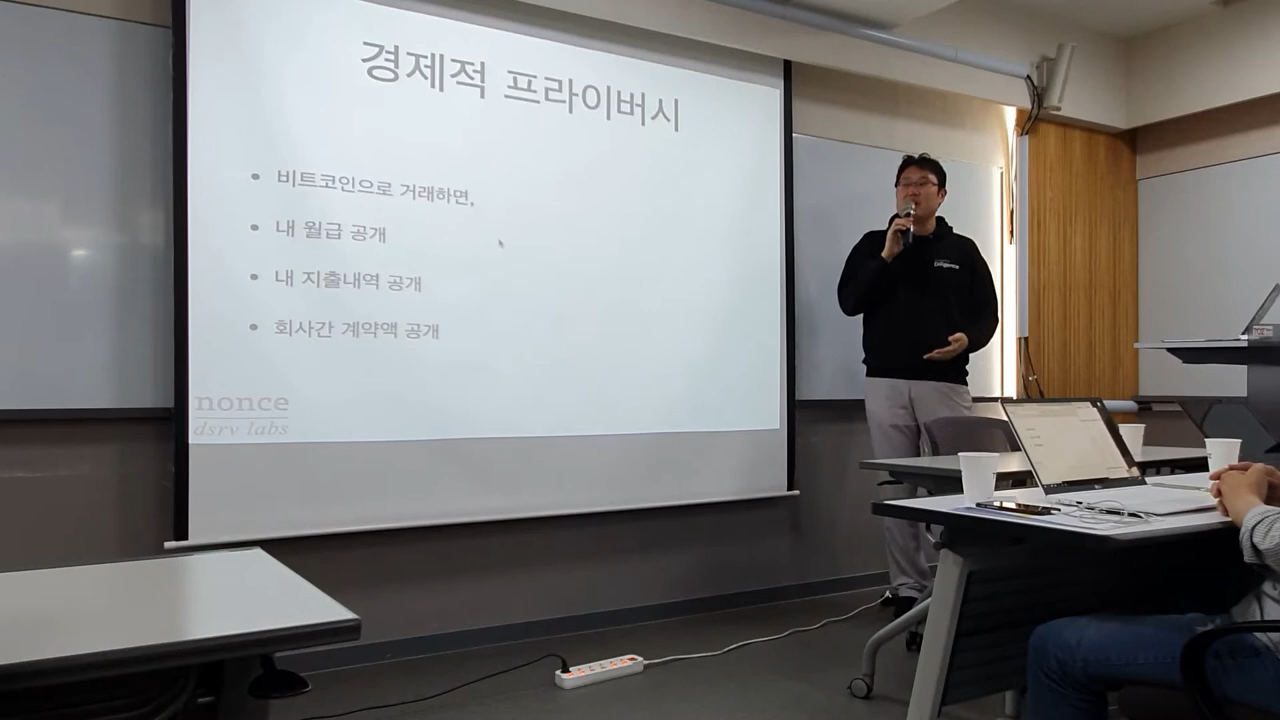 경제적 프라이버시
• 비트코인으로 거래하면,
• 내 월급 공개
• 내 지출내역 공개
• 회사간 계약액 공개
nonce
dsrv labs